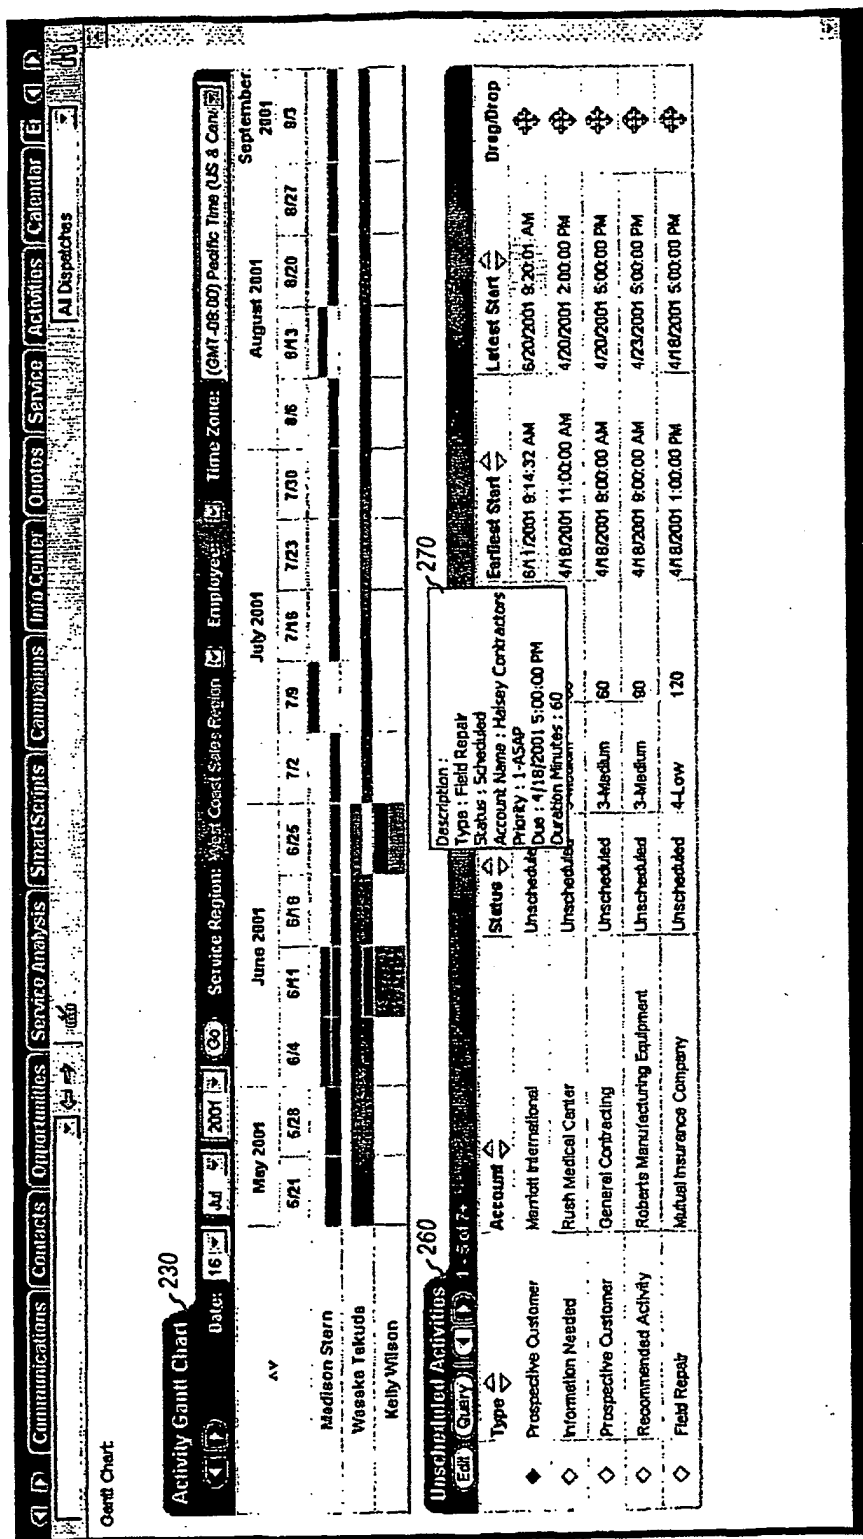 Communications Contacts Opportunities Service Analysis SmartScripts Campaigns Info Center Quotes Service Activities Calendar
All Dispatches
Gantt Chart:
Activity Gantt Chart 230
Date: 16 Jul 2001 Go Service Region: West Coast Sales Region Employee: Time Zone: (GMT-08:00) Pacific Time (US &
May 2001 June 2001 July 2001 August 2001 September 2001
5/21 5/28 6/4 6/11 6/18 6/25 7/2 7/9 7/16 7/23 7/30 8/6 8/13 8/20 8/27 9/3
Madison Stern
Wasaka Takuda
Kelly Wilson
260
270
Unscheduled Activities
Edit Query 1 - 5 of 7+
Description :
Type : Field Repair
Status : Scheduled
Account Name : Halsey Contractors
Priority : 1-ASAP
Due : 4/18/2001 5:00:00 PM
Duration Minutes : 60
Type Account Status Earliest Start Latest Start Drag/Drop
Prospective Customer Marriott International Unschedule 6/11/2001 9:14:32 AM 6/20/2001 9:20:01 AM
Information Needed Rush Medical Center Unscheduled 4/18/2001 11:00:00 AM 4/20/2001 2:00:00 PM
Prospective Customer General Contracting Unscheduled 3-Medium 60 4/18/2001 8:00:00 AM 4/20/2001 5:00:00 PM
Recommended Activity Roberts Manufacturing Equipment Unscheduled 3-Medium 4/18/2001 9:00:00 AM 4/23/2001 5:00:00 PM
Field Repair Mutual Insurance Company Unscheduled 4-Low 120 4/18/2001 1:00:00 PM 4/18/2001 5:00:00 PM